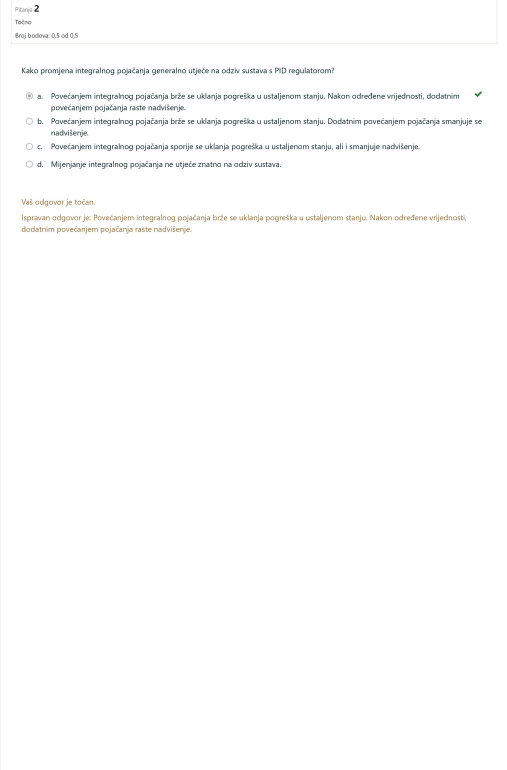 Pitanje 2
Točno
Broj bodova: 0,5 od 0,5
Kako promjena integralnog pojačanja generalno utječe na odziv sustava s PID regulatorom?
a. Povećanjem integralnog pojačanja brže se uklanja pogreška u ustaljenom stanju. Nakon određene vrijednosti, dodatnim
povećanjem pojačanja raste nadvišenje.
b. Povećanjem integralnog pojačanja brže se uklanja pogreška u ustaljenom stanju. Dodatnim povećanjem pojačanja smanjuje se
nadvišenje.
c. Povećanjem integralnog pojačanja sporije se uklanja pogreška u ustaljenom stanju, ali i smanjuje nadvišenje.
d. Mijenjanje integralnog pojačanja ne utječe znatno na odziv sustava.
Vaš odgovor je točan.
Ispravan odgovor je: Povećanjem integralnog pojačanja brže se uklanja pogreška u ustaljenom stanju. Nakon određene vrijednosti,
dodatnim povećanjem pojačanja raste nadvišenje.